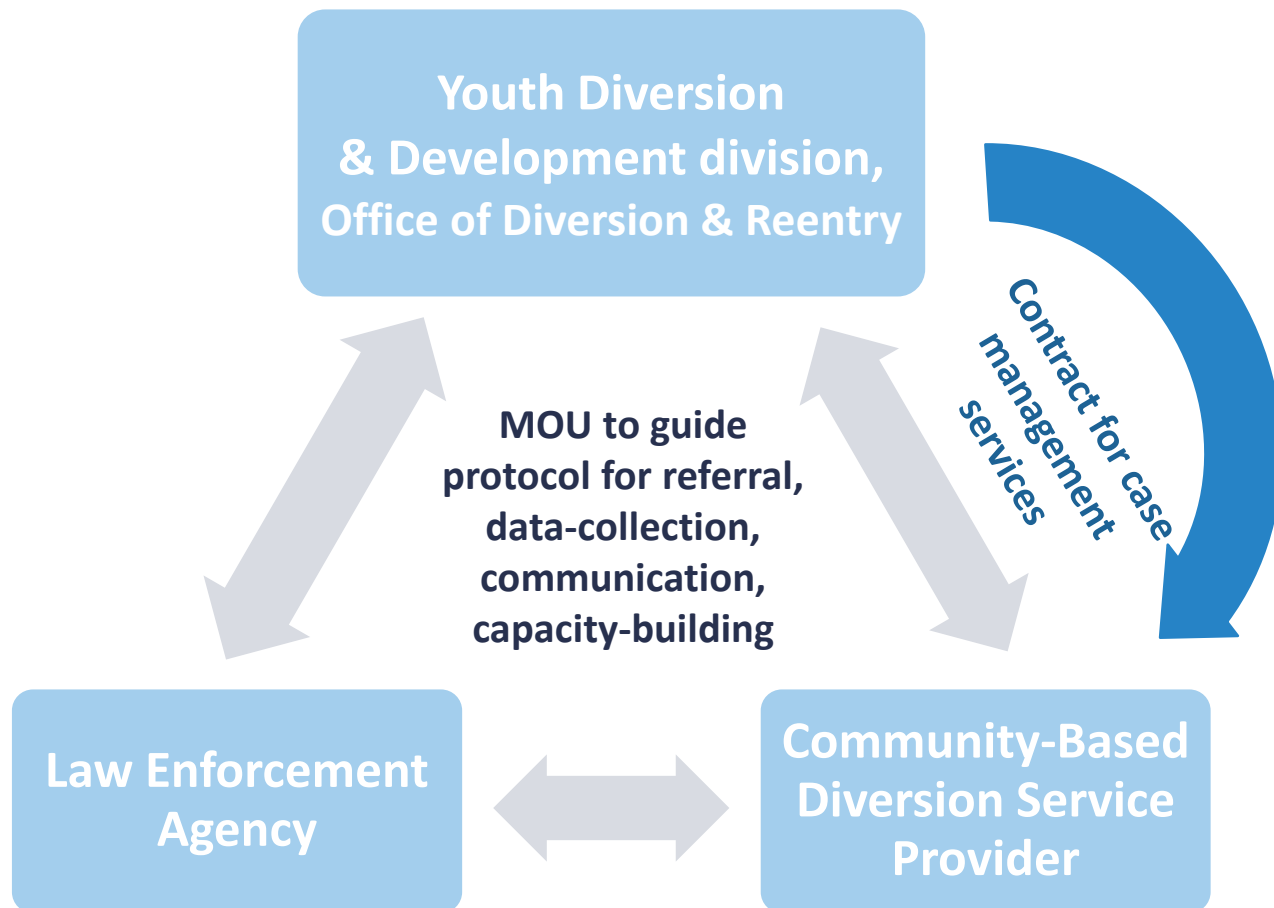 Youth Diversion
& Development division,
Office of Diversion & Reentry
Contract for case
management
services
MOU to guide
protocol for referral,
data-collection,
communication,
capacity-building
Law Enforcement
Agency
Community-Based
Diversion Service
Provider